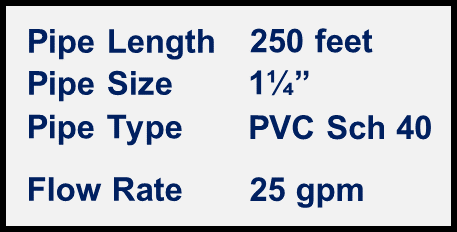 Pipe Length 250 feet
Pipe Size 1¼”
Pipe Type PVC Sch 40
Flow Rate 25 gpm